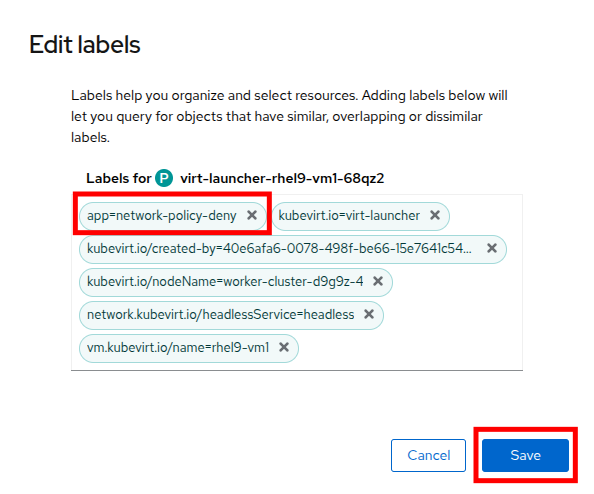 Edit labels
Labels help you organize and select resources. Adding labels below will
let you query for objects that have similar, overlapping or dissimilar
labels.
Labels for P virt-launcher-rhel9-vm1-68qz2
app=network-policy-deny × kubevirt.io=virt-launcher ×
kubevirt.io/created-by=40e6afa6-0078-498f-be66-15e7641c54... ×
kubevirt.io/nodeName=worker-cluster-d9g9z-4 ×
network.kubevirt.io/headlessService=headless ×
vm.kubevirt.io/name=rhel9-vm1 ×
Cancel Save